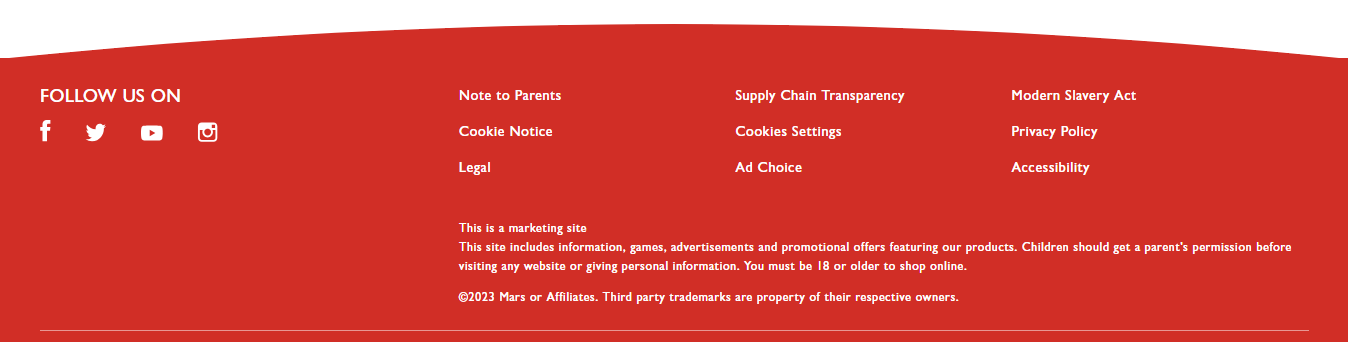 FOLLOW US ON
Note to Parents
Supply Chain Transparency
Modern Slavery Act
Cookie Notice
Cookies Settings
Privacy Policy
Legal
Ad Choice
Accessibility
This is a marketing site
This site includes information, games, advertisements and promotional offers featuring our products. Children should get a parent's permission before
visiting any website or giving personal information. You must be 18 or older to shop online.
©2023 Mars or Affiliates. Third party trademarks are property of their respective owners.